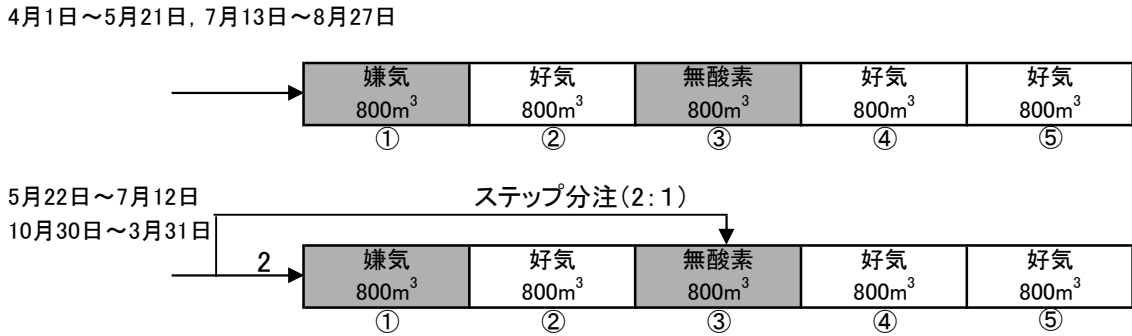 4月1日～5月21日，7月13日～8月27日
嫌気 好気 無酸素 好気 好気
800m³ 800m³ 800m³ 800m³ 800m³
① ② ③ ④ ⑤
5月22日～7月12日 ステップ分注(2:1)
10月30日～3月31日
2
嫌気 好気 無酸素 好気 好気
800m³ 800m³ 800m³ 800m³ 800m³
① ② ③ ④ ⑤